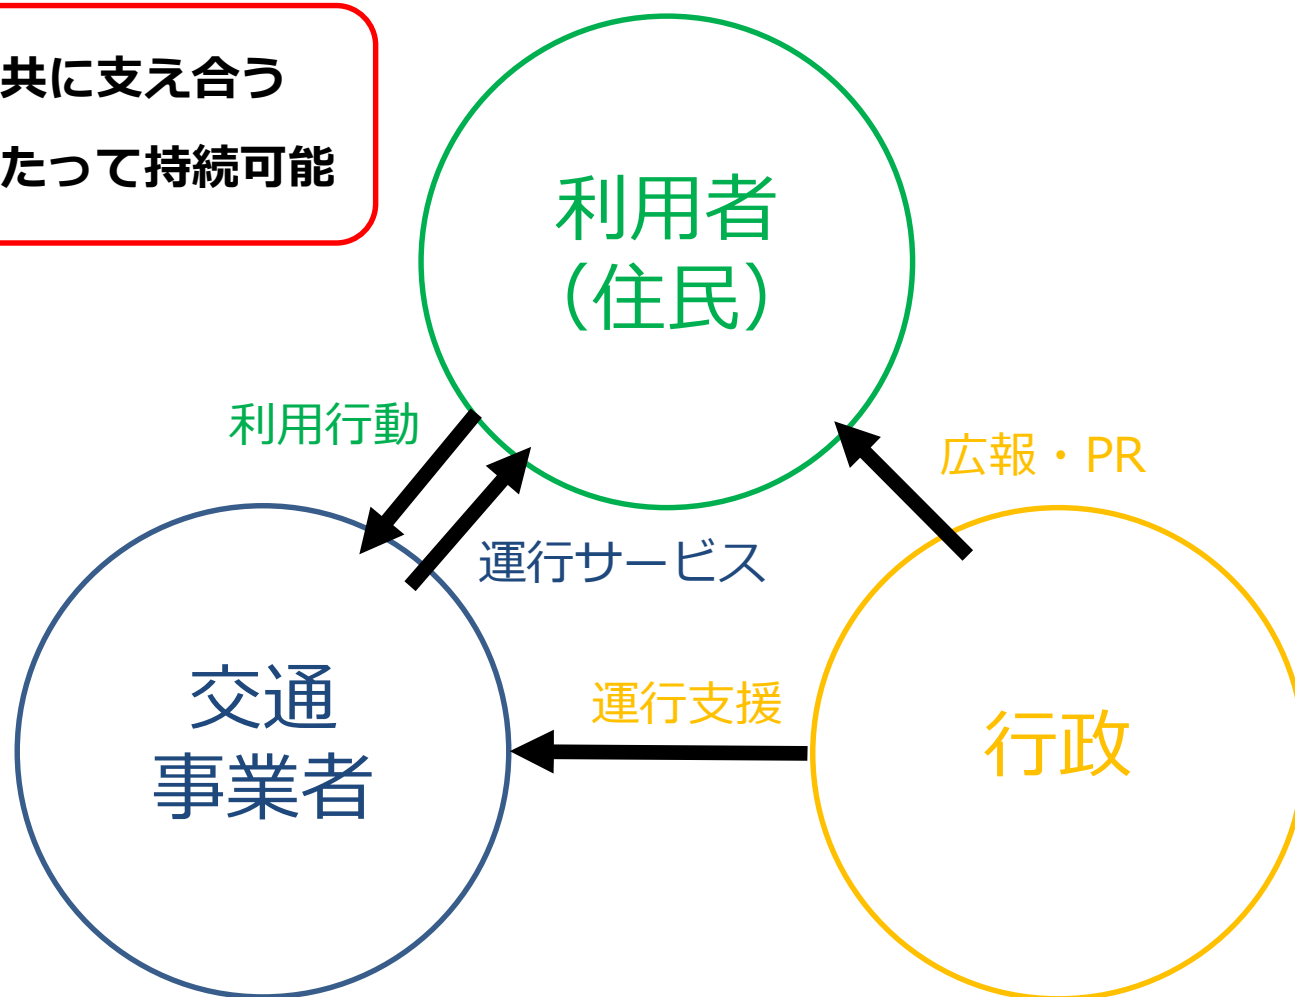 共に支え合う
たって持続可能
利用者
（住民）
利用行動
広報・PR
運行サービス
運行支援
交通
事業者
行政